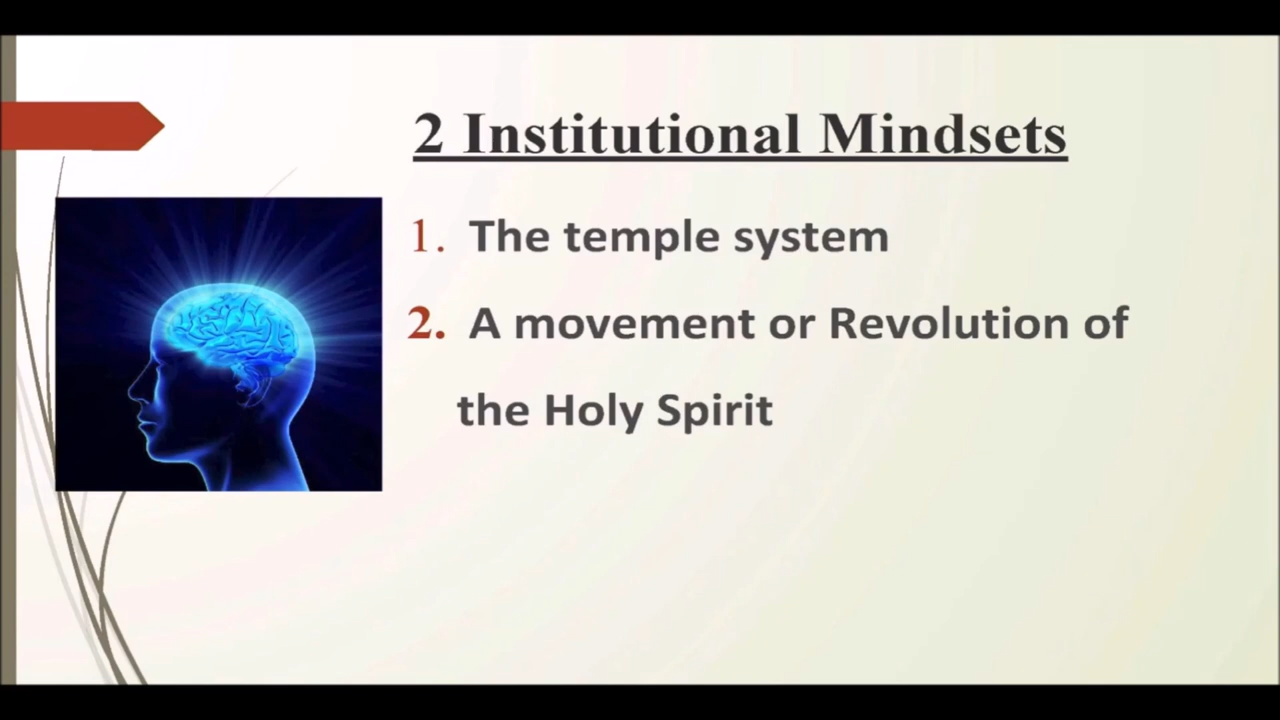 2 Institutional Mindsets
1. The temple system
2. A movement or Revolution of
the Holy Spirit